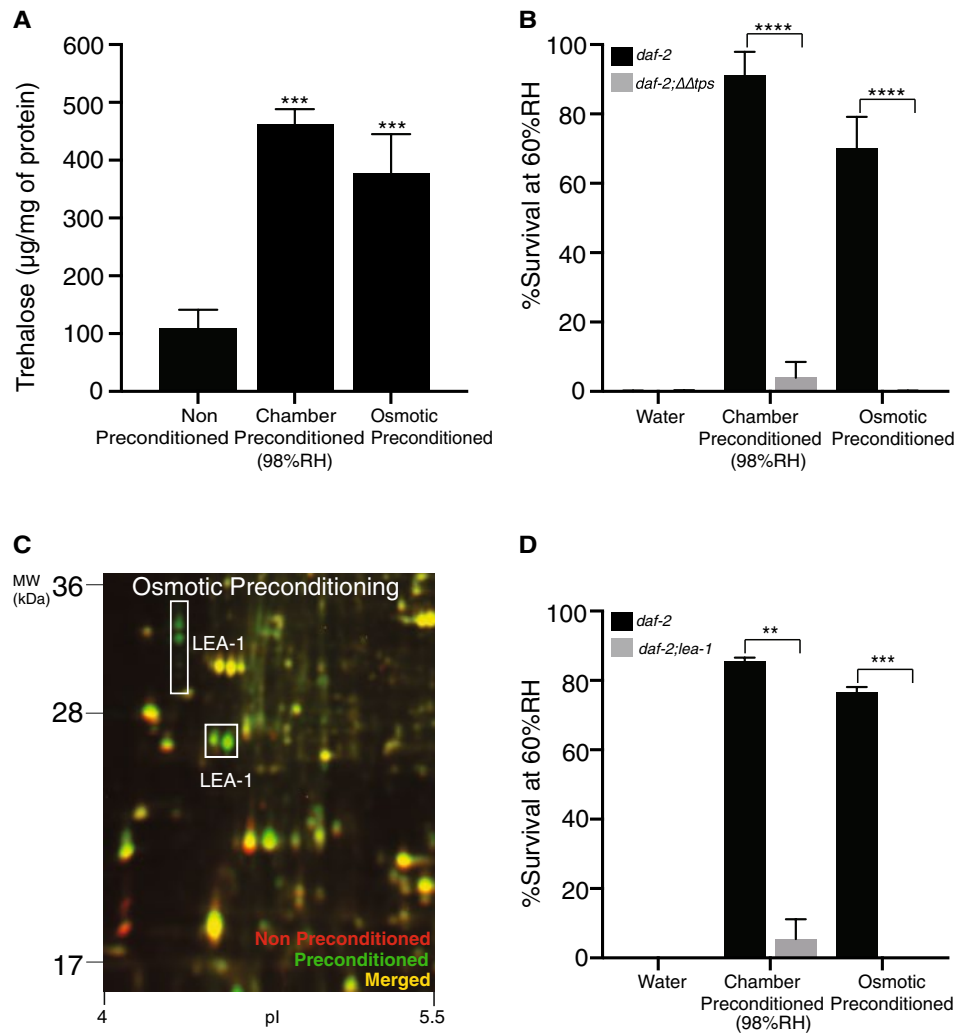 A
Trehalose (µg/mg of protein)
600
500
400
300
200
100
0
***
***
Non
Preconditioned
Chamber
Preconditioned
(98%RH)
Osmotic
Preconditioned
B
%Survival at 60%RH
100
80
60
40
20
0
daf-2
daf-2;ΔΔtps
****
****
Water
Chamber
Preconditioned
(98%RH)
Osmotic
Preconditioned
C
MW
(kDa)
36
28
17
Osmotic Preconditioning
LEA-1
LEA-1
Non Preconditioned
Preconditioned
Merged
4
pI
5.5
D
%Survival at 60%RH
100
80
60
40
20
0
daf-2
daf-2;lea-1
**
***
Water
Chamber
Preconditioned
(98%RH)
Osmotic
Preconditioned